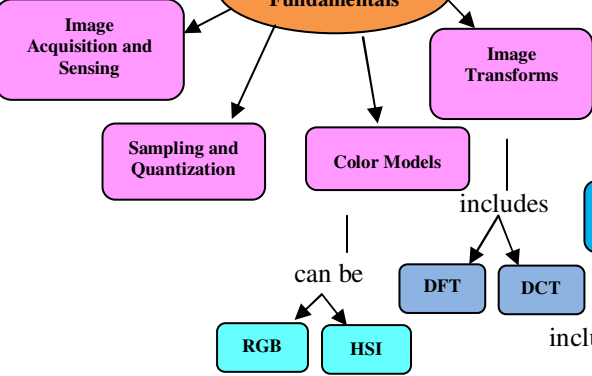 Fundamentals
Image
Acquisition and
Sensing
Image
Transforms
Sampling and
Quantization
Color Models
includes
can be
DFT
DCT
RGB
HSI